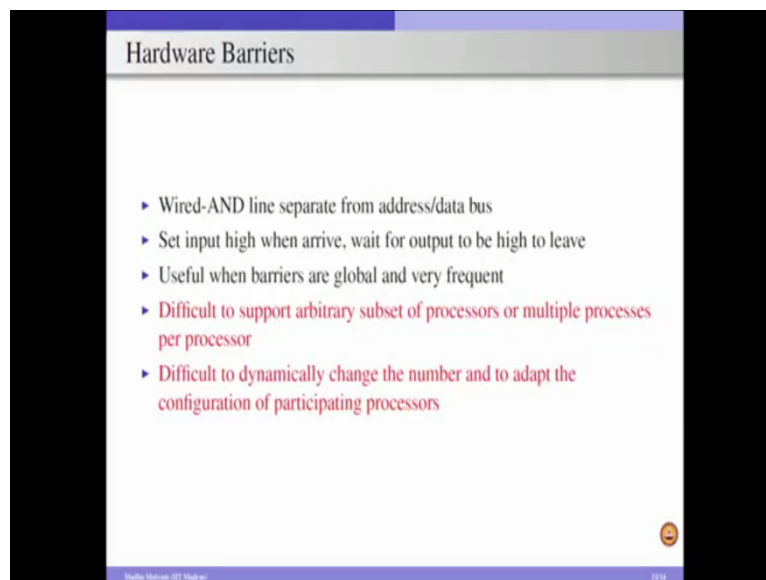 Hardware Barriers
▸ Wired-AND line separate from address/data bus
▸ Set input high when arrive, wait for output to be high to leave
▸ Useful when barriers are global and very frequent
▸ Difficult to support arbitrary subset of processors or multiple processes
per processor
▸ Difficult to dynamically change the number and to adapt the
configuration of participating processors
(IIT Madras)